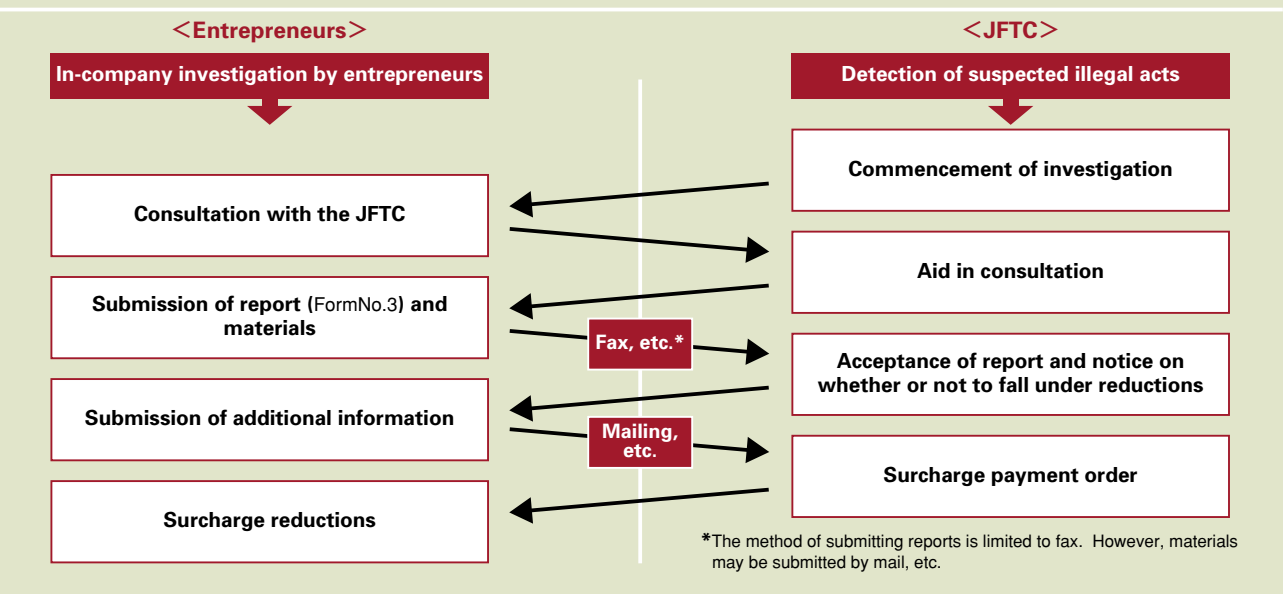 <Entrepreneurs>
<JFTC>
In-company investigation by entrepreneurs
Detection of suspected illegal acts
Commencement of investigation
Consultation with the JFTC
Aid in consultation
Submission of report (FormNo.3) and
materials
Fax, etc.*
Acceptance of report and notice on
whether or not to fall under reductions
Submission of additional information
Mailing,
etc.
Surcharge payment order
Surcharge reductions
*The method of submitting reports is limited to fax.  However, materials
may be submitted by mail, etc.